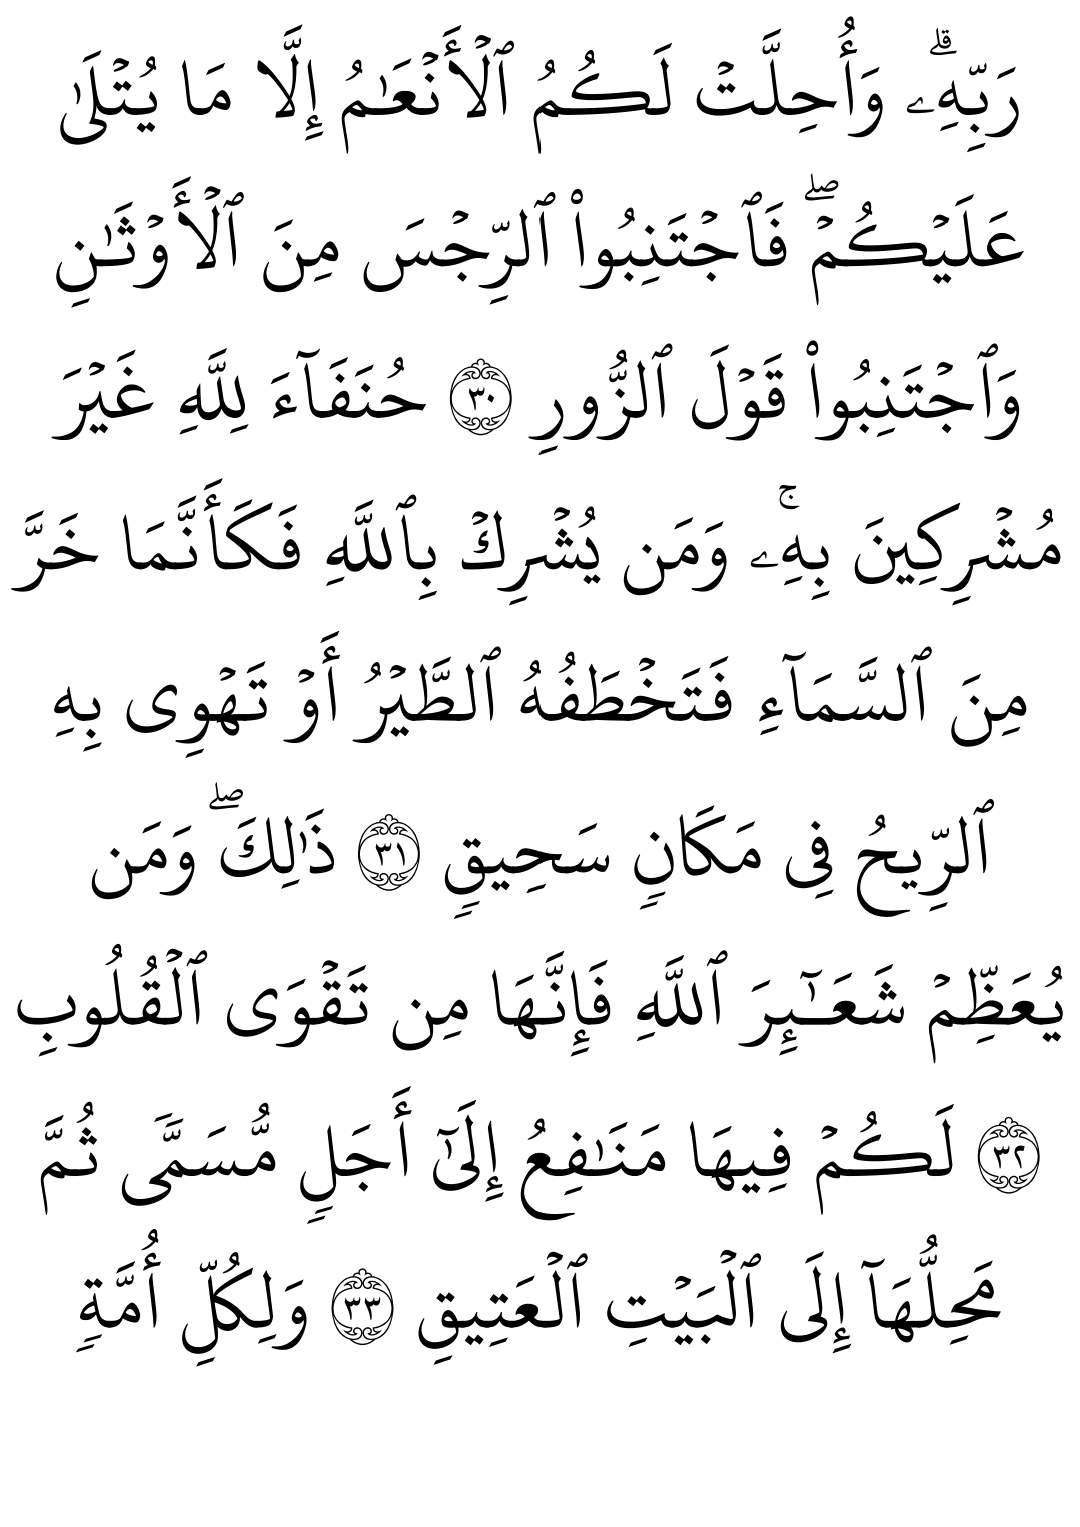 رَبِّهِۦۗ وَأُحِلَّتۡ لَكُمُ ٱلۡأَنۡعَٰمُ إِلَّا مَا يُتۡلَىٰ
عَلَيۡكُمۡۖ فَٱجۡتَنِبُواْ ٱلرِّجۡسَ مِنَ ٱلۡأَوۡثَٰنِ
وَٱجۡتَنِبُواْ قَوۡلَ ٱلزُّورِ ٣٠ حُنَفَآءَ لِلَّهِ غَيۡرَ
مُشۡرِكِينَ بِهِۦۚ وَمَن يُشۡرِكۡ بِٱللَّهِ فَكَأَنَّمَا خَرَّ
مِنَ ٱلسَّمَآءِ فَتَخۡطَفُهُ ٱلطَّيۡرُ أَوۡ تَهۡوِي بِهِ
ٱلرِّيحُ فِي مَكَانٖ سَحِيقٖ ٣١ ذَٰلِكَۖ وَمَن
يُعَظِّمۡ شَعَٰٓئِرَ ٱللَّهِ فَإِنَّهَا مِن تَقۡوَى ٱلۡقُلُوبِ
٣٢ لَكُمۡ فِيهَا مَنَٰفِعُ إِلَىٰٓ أَجَلٖ مُّسَمّٗى ثُمَّ
مَحِلُّهَآ إِلَى ٱلۡبَيۡتِ ٱلۡعَتِيقِ ٣٣ وَلِكُلِّ أُمَّةٖ